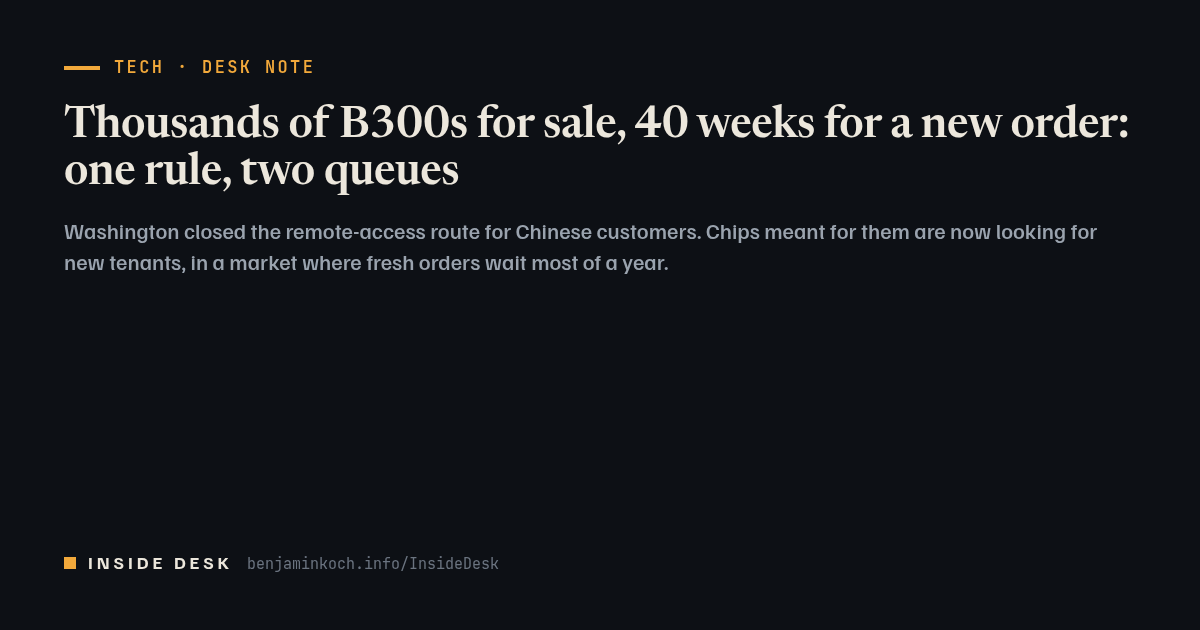 TECH · DESK NOTE
Thousands of B300s for sale, 40 weeks for a new order:
one rule, two queues
Washington closed the remote-access route for Chinese customers. Chips meant for them are now looking for
new tenants, in a market where fresh orders wait most of a year.
INSIDE DESK benjaminkoch.info/InsideDesk